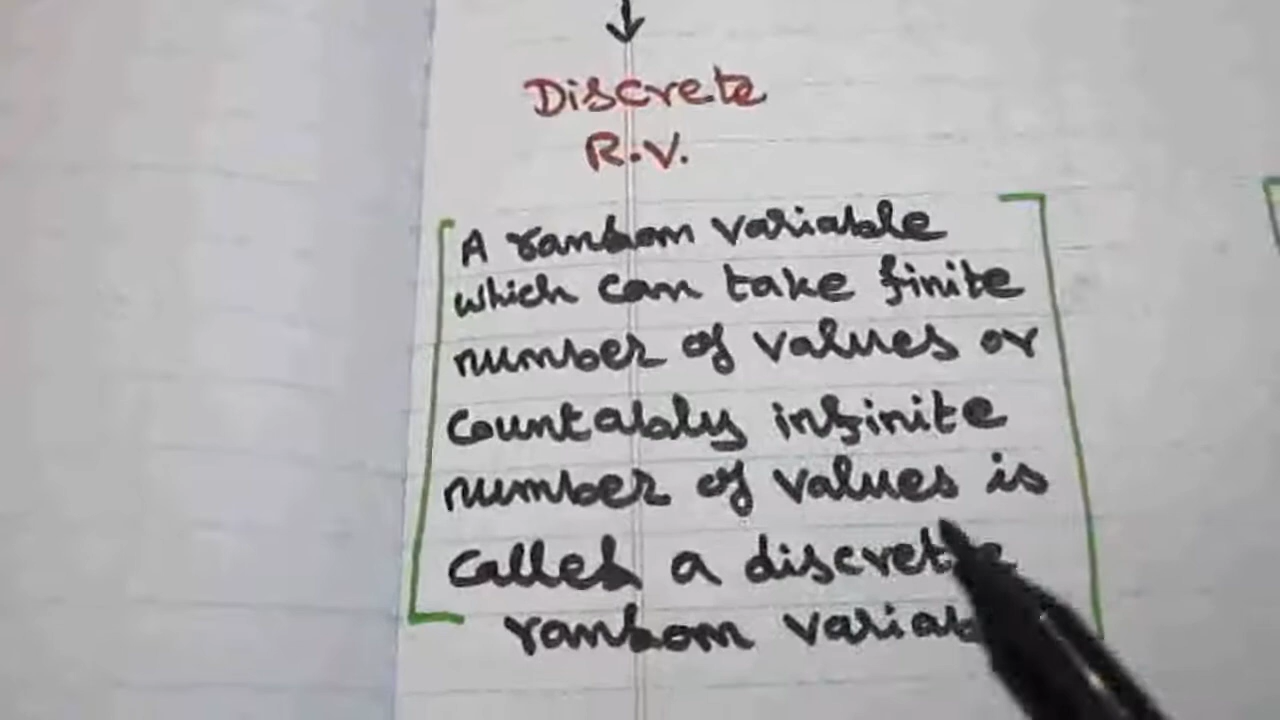 Discrete
R.V.
A random variable
which can take finite
number of values or
countably infinite
number of values is
called a discrete
random variab